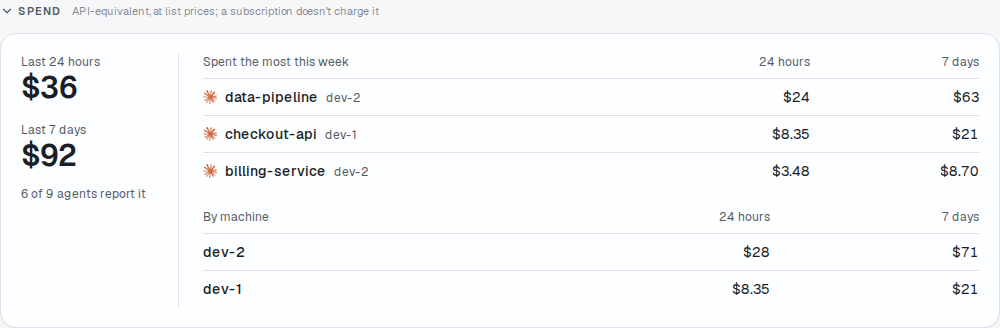 SPEND API-equivalent, at list prices; a subscription doesn't charge it
Last 24 hours
$36
Last 7 days
$92
6 of 9 agents report it
Spent the most this week 24 hours 7 days
data-pipeline dev-2 $24 $63
checkout-api dev-1 $8.35 $21
billing-service dev-2 $3.48 $8.70
By machine 24 hours 7 days
dev-2 $28 $71
dev-1 $8.35 $21